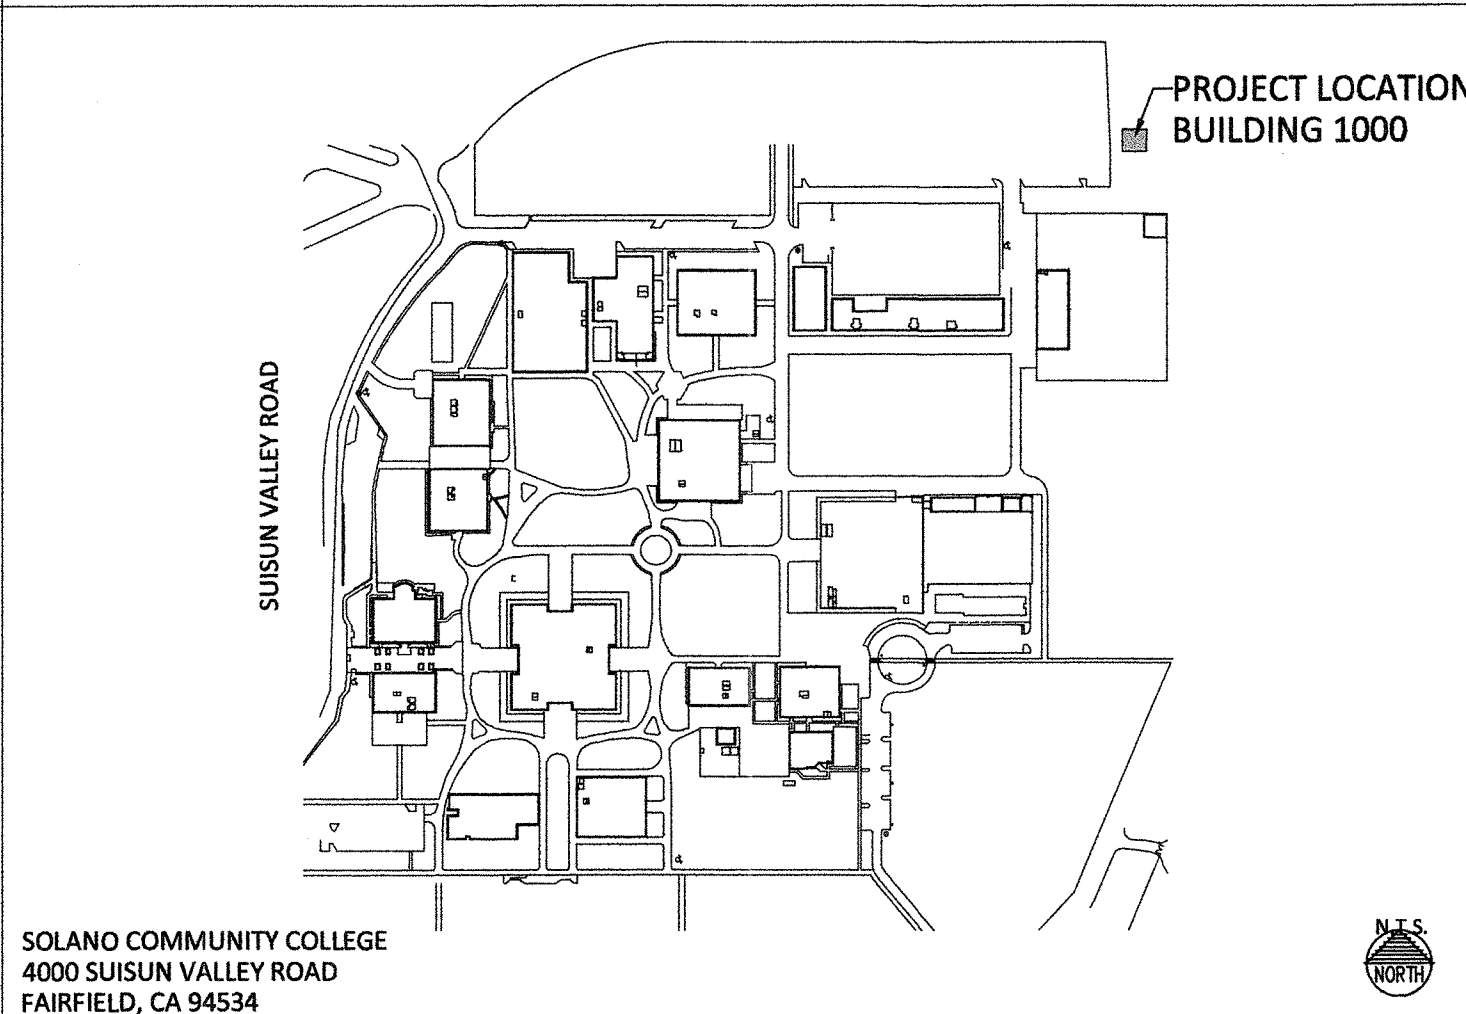 PROJECT LOCATION
BUILDING 1000
SUISUN VALLEY ROAD
SOLANO COMMUNITY COLLEGE
4000 SUISUN VALLEY ROAD
FAIRFIELD, CA 94534
N.T.S.
NORTH